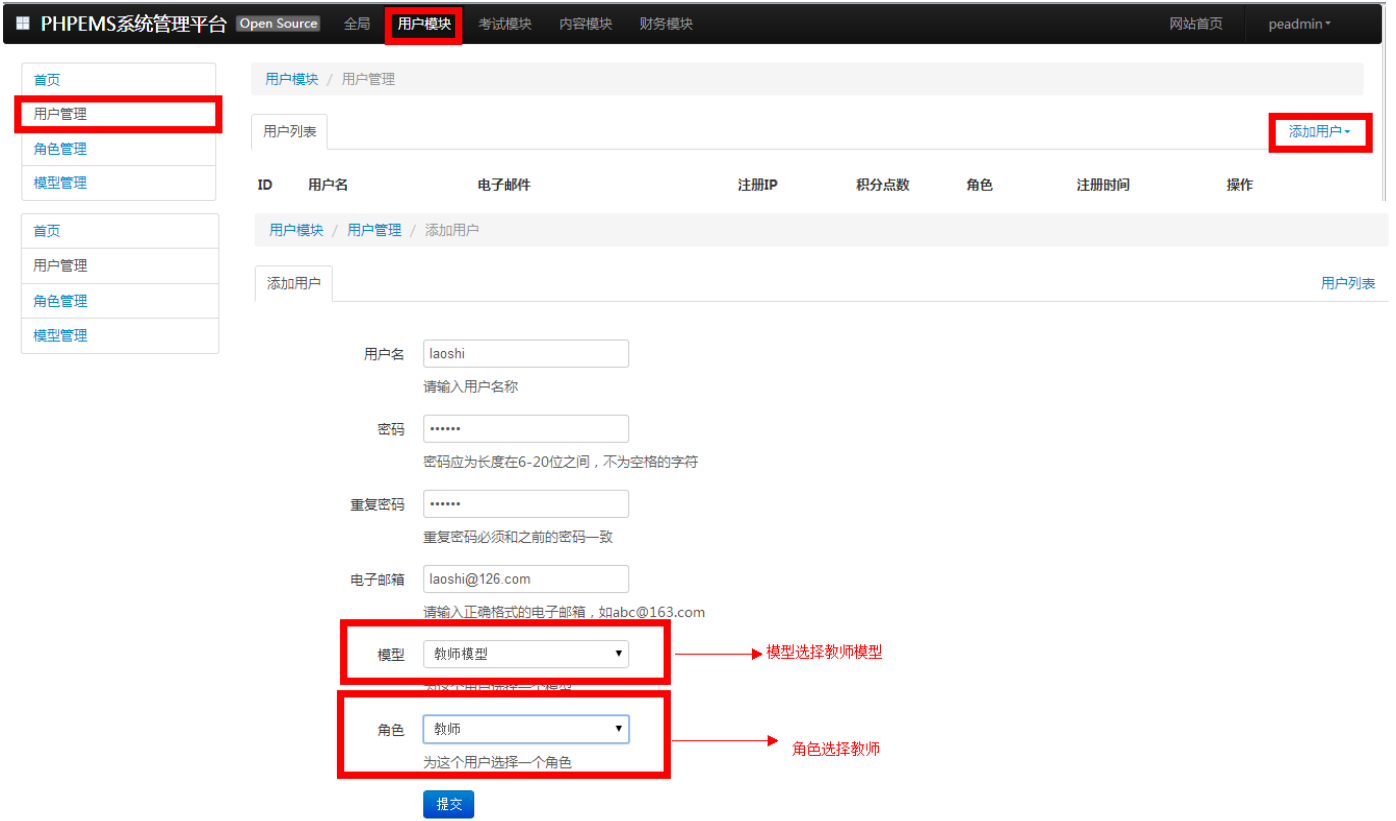 PHPEMS系统管理平台 Open Source 全局 用户模块 考试模块 内容模块 财务模块 网站首页 peadmin
首页
用户管理
角色管理
模型管理
用户模块 / 用户管理
用户列表 添加用户
ID 用户名 电子邮件 注册IP 积分点数 角色 注册时间 操作
首页
用户管理
角色管理
模型管理
用户模块 / 用户管理 / 添加用户
添加用户 用户列表
用户名 laoshi
请输入用户名称
密码 ••••••
密码应为长度在6-20位之间，不为空格的字符
重复密码 ••••••
重复密码必须和之前的密码一致
电子邮箱 laoshi@126.com
请输入正确格式的电子邮箱，如abc@163.com
模型 教师模型 模型选择教师模型
为这个用户选择一个模型
角色 教师 角色选择教师
为这个用户选择一个角色
提交